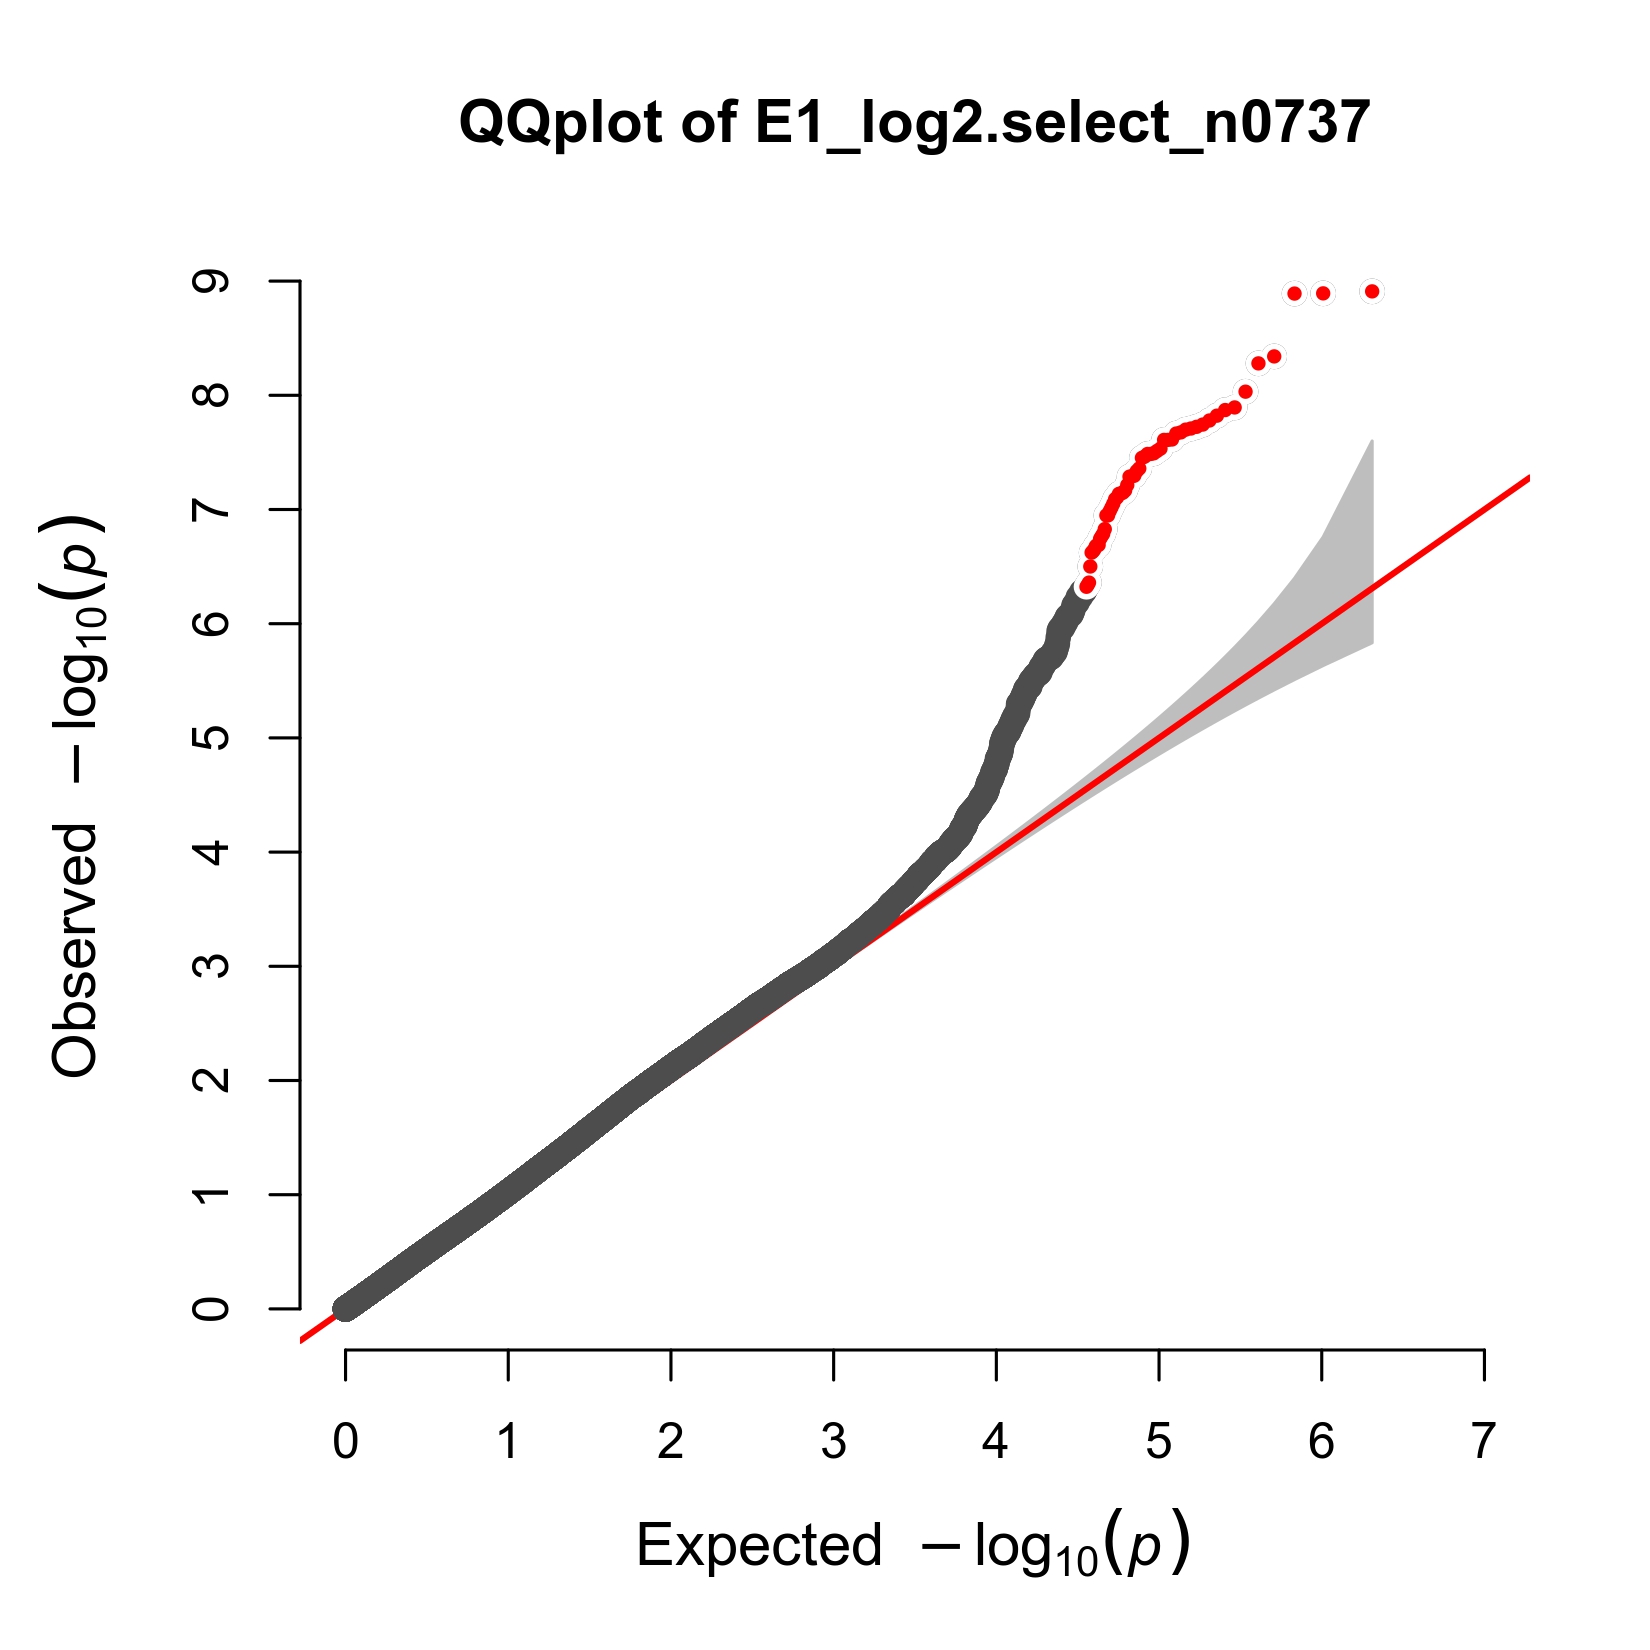 QQplot of E1_log2.select_n0737
9
8
7
6
5
4
3
2
1
0
Observed −log10(p)
0 1 2 3 4 5 6 7
Expected −log10(p)